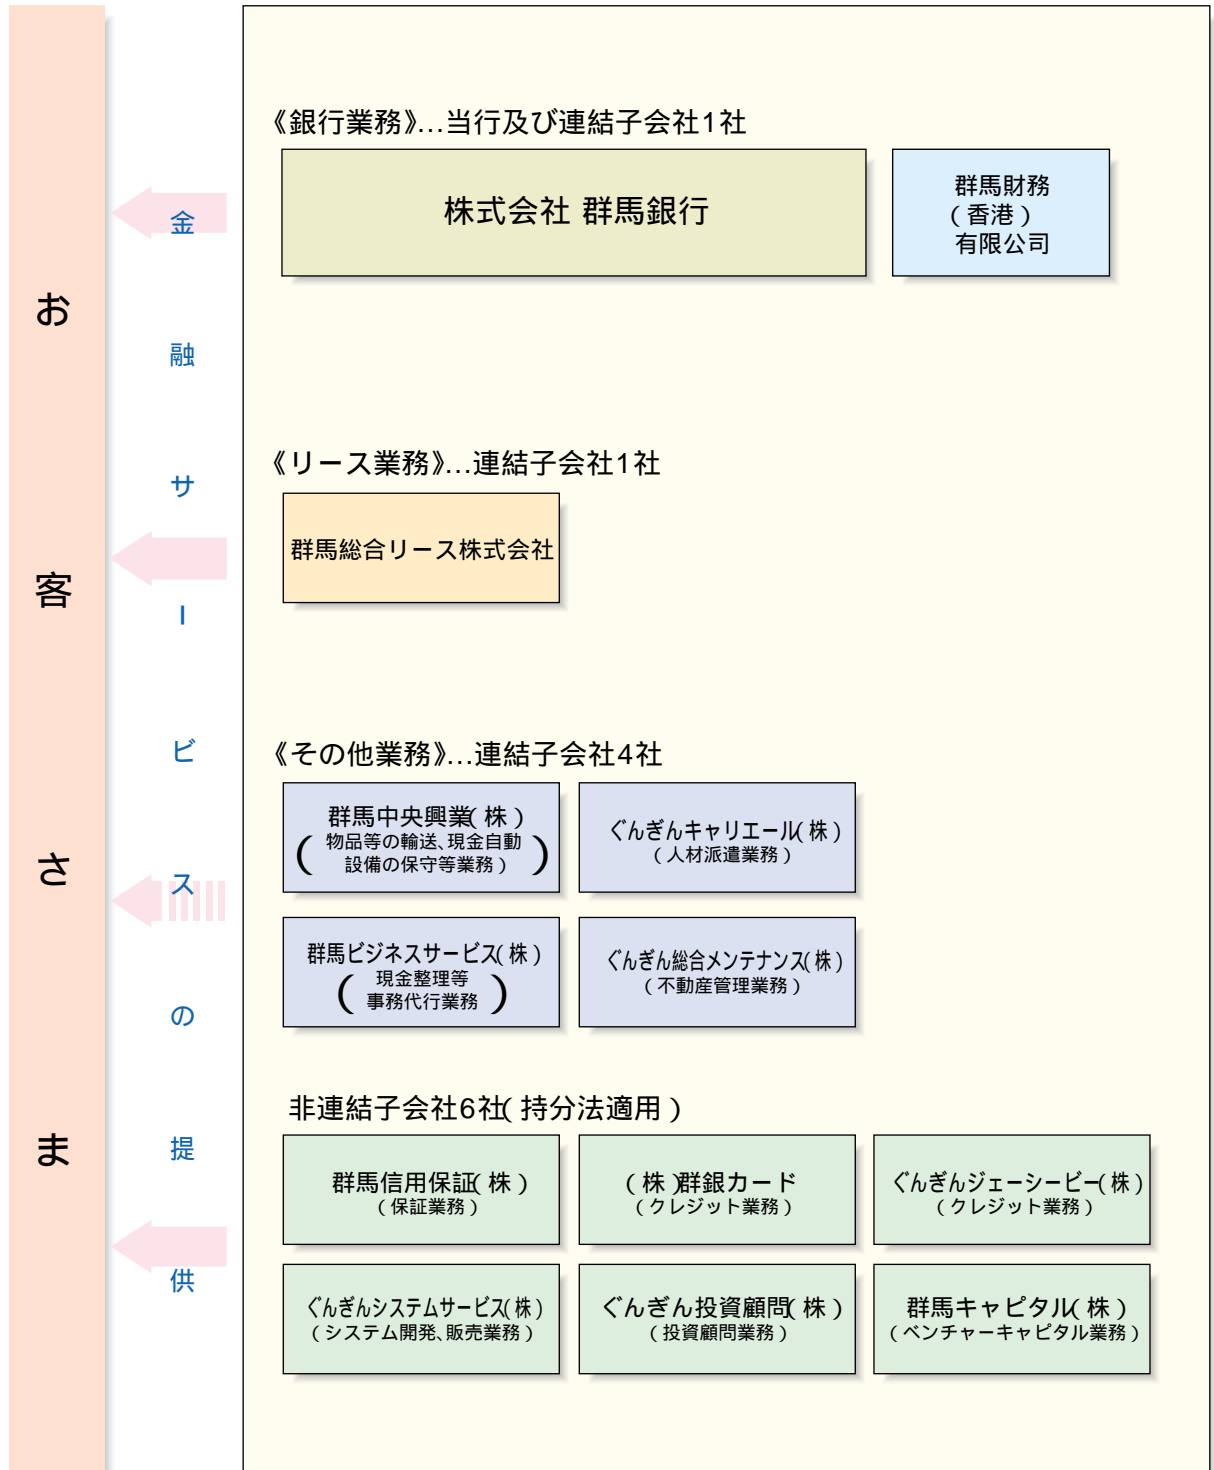 お客さま
金融サービスの提供
《銀行業務》…当行及び連結子会社1社
株式会社 群馬銀行
群馬財務
（香港）
有限公司
《リース業務》…連結子会社1社
群馬総合リース株式会社
《その他業務》…連結子会社4社
群馬中央興業（株）
（物品等の輸送、現金自動
設備の保守等業務））
ぐんぎんキャリエール（株）
（人材派遣業務）
群馬ビジネスサービス（株）
（現金整理等
事務代行業務）
ぐんぎん総合メンテナンス（株）
（不動産管理業務）
非連結子会社6社（持分法適用）
群馬信用保証（株）
（保証業務）
（株）群銀カード
（クレジット業務）
ぐんぎんジェーシービー（株）
（クレジット業務）
ぐんぎんシステムサービス（株）
（システム開発、販売業務）
ぐんぎん投資顧問（株）
（投資顧問業務）
群馬キャピタル（株）
（ベンチャーキャピタル業務）